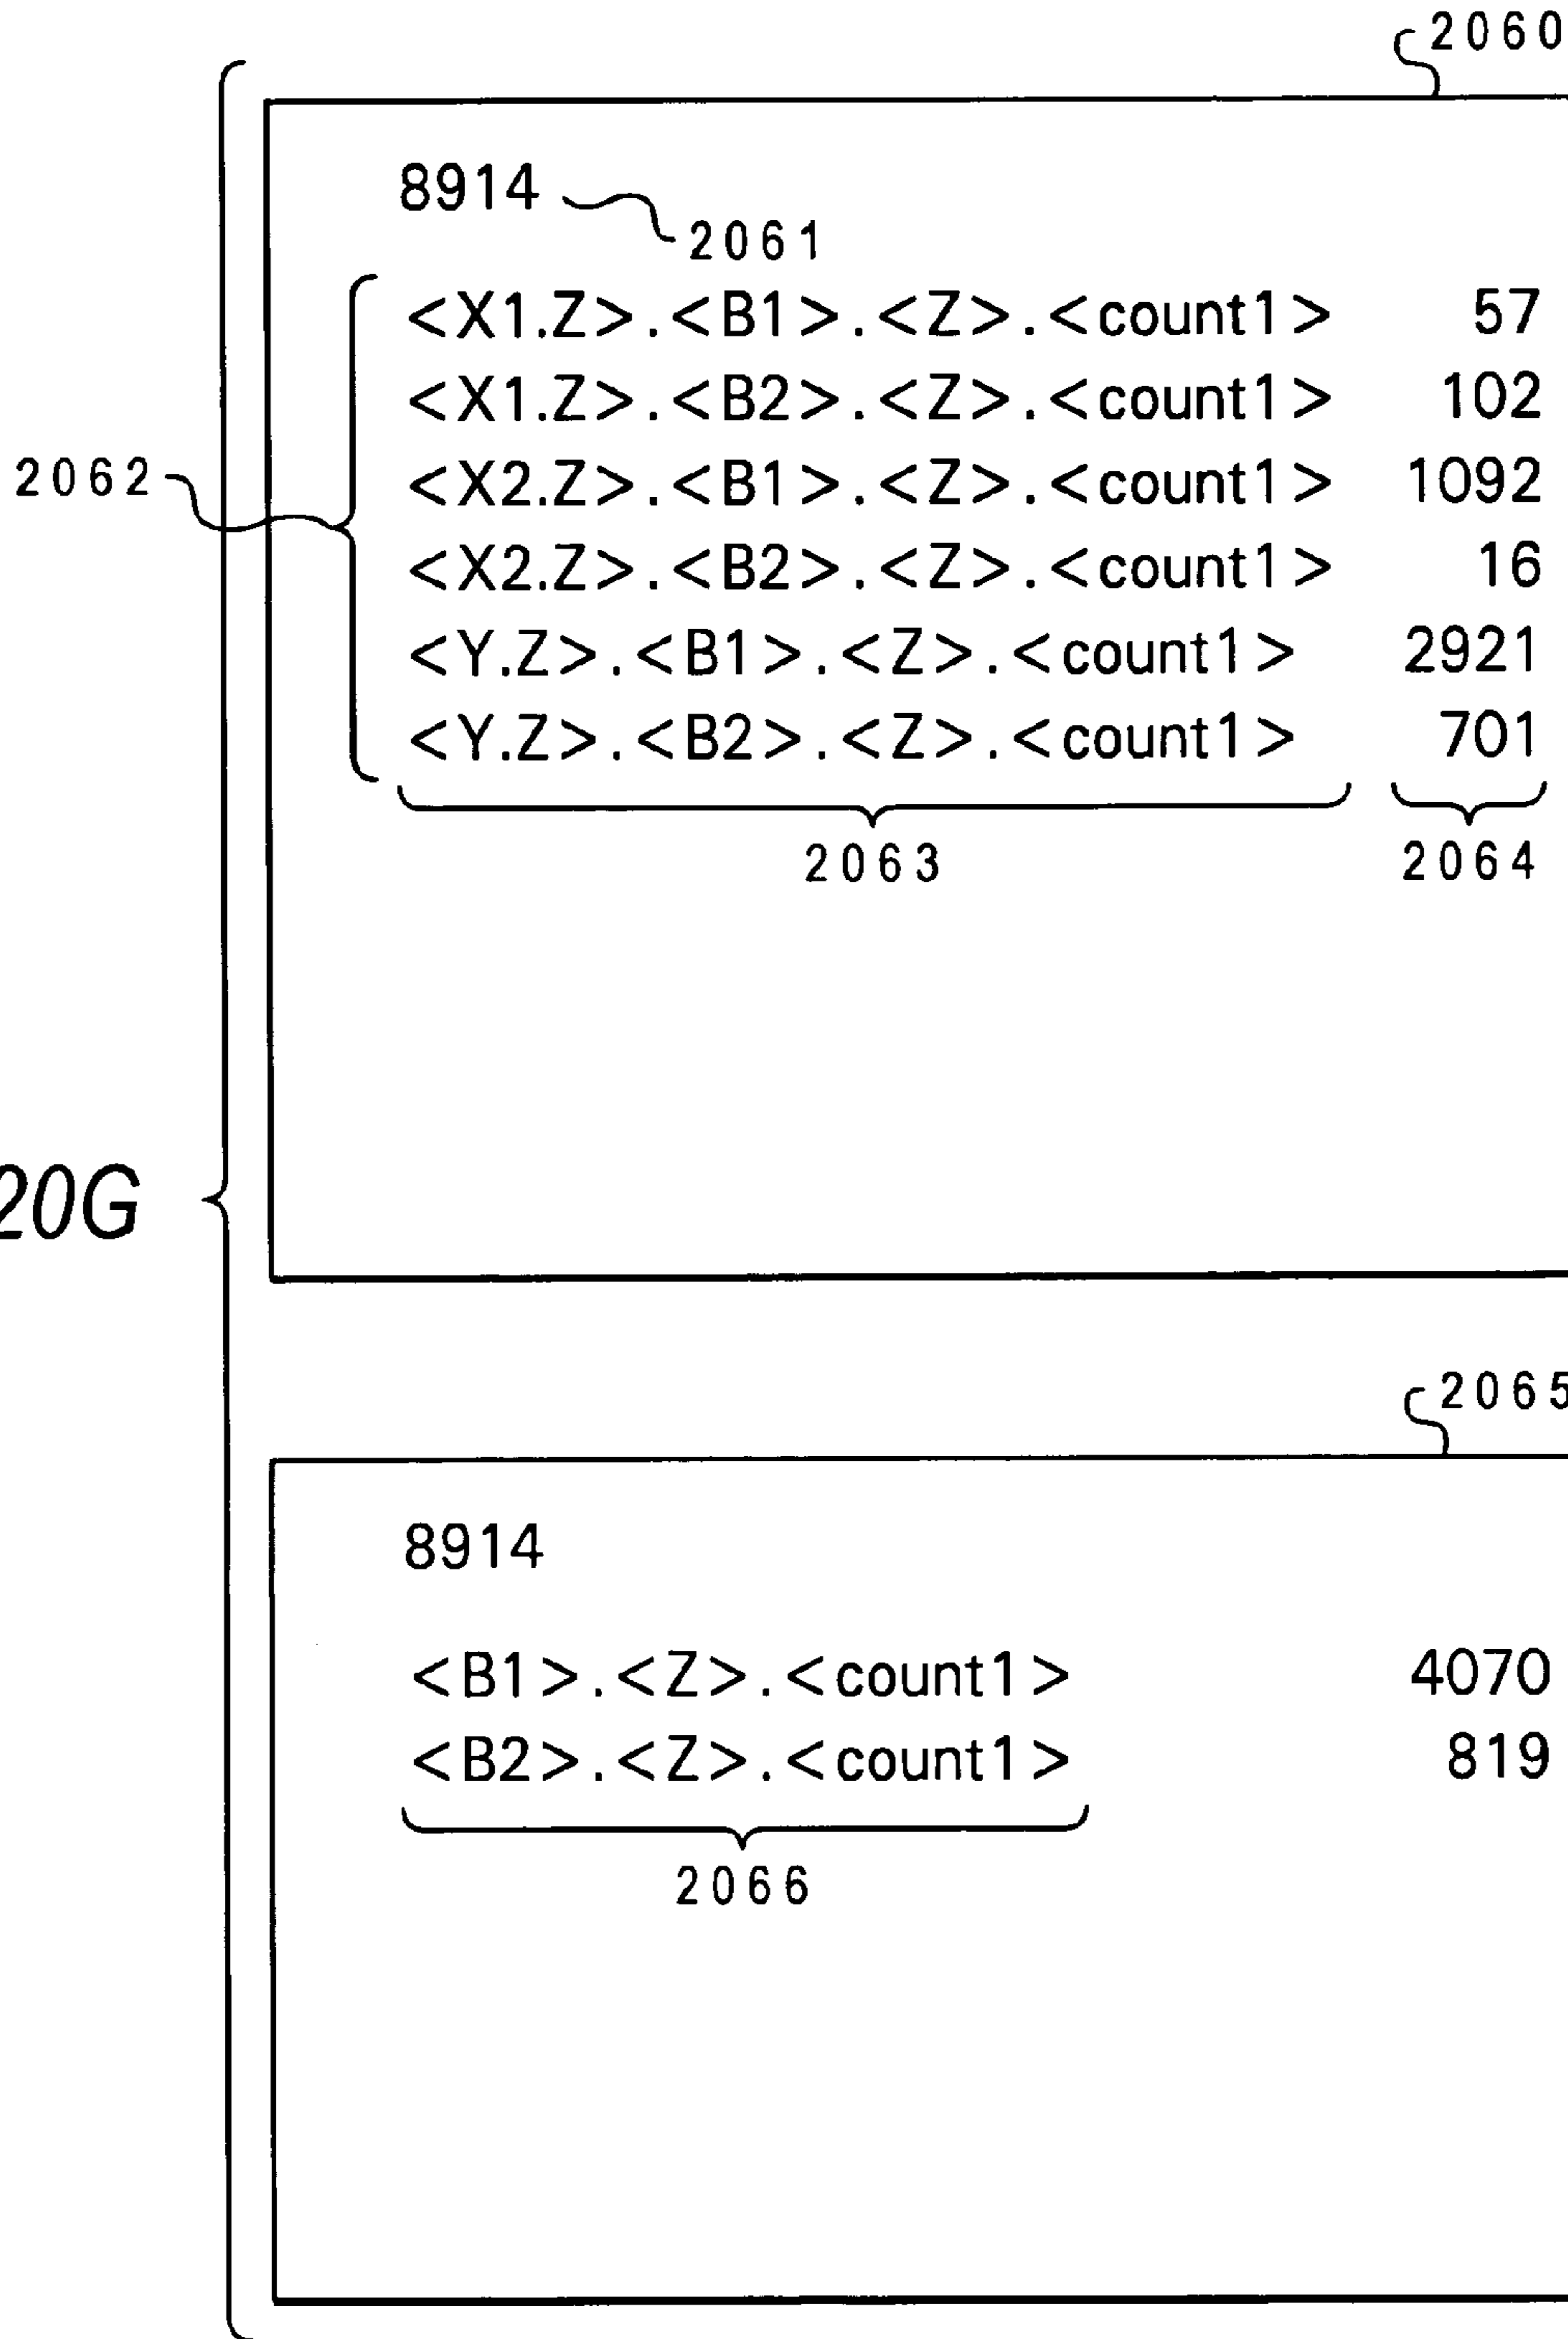 2060
8914
2061
<X1.Z>.<B1>.<Z>.<count1> 57
<X1.Z>.<B2>.<Z>.<count1> 102
2062
<X2.Z>.<B1>.<Z>.<count1> 1092
<X2.Z>.<B2>.<Z>.<count1> 16
<Y.Z>.<B1>.<Z>.<count1> 2921
<Y.Z>.<B2>.<Z>.<count1> 701
2063 2064
20G
2065
8914
<B1>.<Z>.<count1> 4070
<B2>.<Z>.<count1> 819
2066